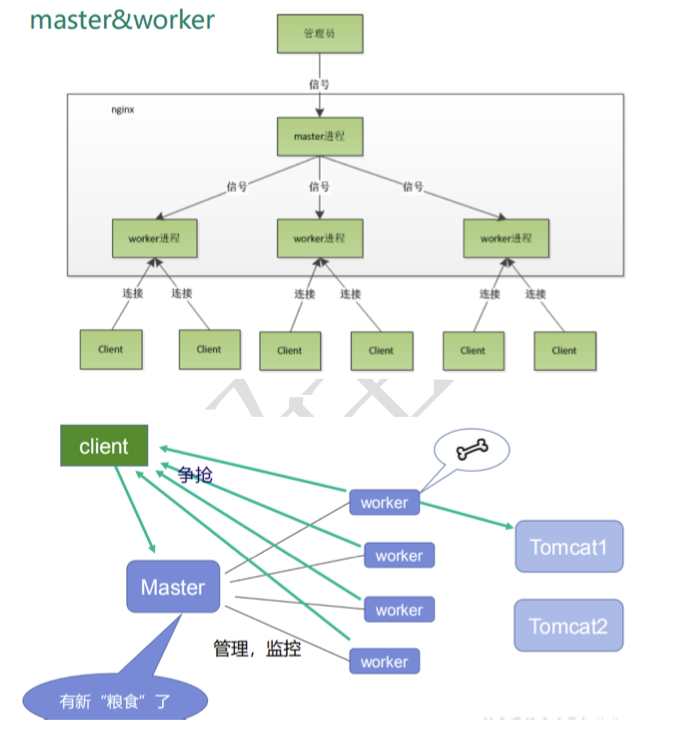 master&worker
管理员
信号
nginx
master进程
信号 信号 信号
worker进程 worker进程 worker进程
连接 连接 连接 连接 连接 连接
Client Client Client Client Client Client
client
争抢
worker
Tomcat1
worker
Master
worker
Tomcat2
管理，监控
worker
有新“粮食”了